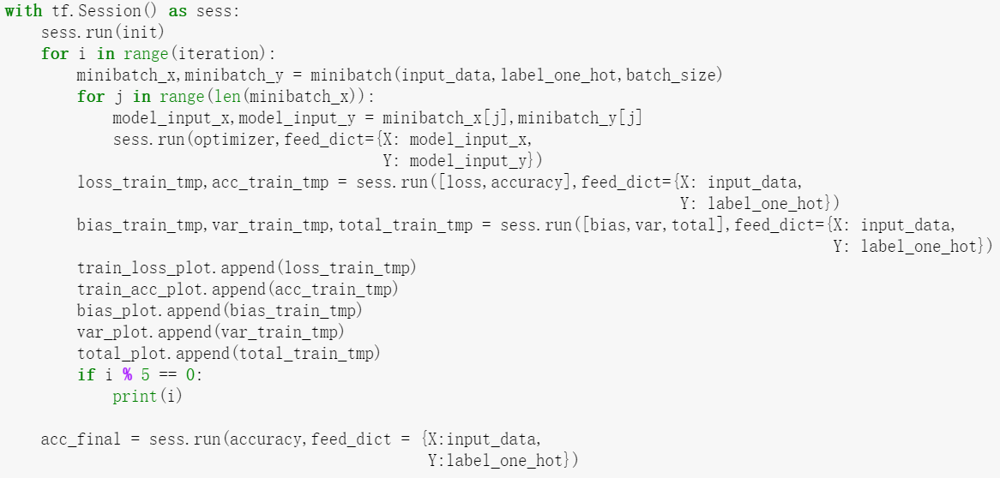 with tf.Session() as sess:
    sess.run(init)
    for i in range(iteration):
        minibatch_x,minibatch_y = minibatch(input_data,label_one_hot,batch_size)
        for j in range(len(minibatch_x)):
            model_input_x,model_input_y = minibatch_x[j],minibatch_y[j]
            sess.run(optimizer,feed_dict={X: model_input_x,
                                          Y: model_input_y})
        loss_train_tmp,acc_train_tmp = sess.run([loss,accuracy],feed_dict={X: input_data,
                                                                           Y: label_one_hot})
        bias_train_tmp,var_train_tmp,total_train_tmp = sess.run([bias,var,total],feed_dict={X: input_data,
                                                                                            Y: label_one_hot})
        train_loss_plot.append(loss_train_tmp)
        train_acc_plot.append(acc_train_tmp)
        bias_plot.append(bias_train_tmp)
        var_plot.append(var_train_tmp)
        total_plot.append(total_train_tmp)
        if i % 5 == 0:
            print(i)

    acc_final = sess.run(accuracy,feed_dict = {X:input_data,
                                               Y:label_one_hot})